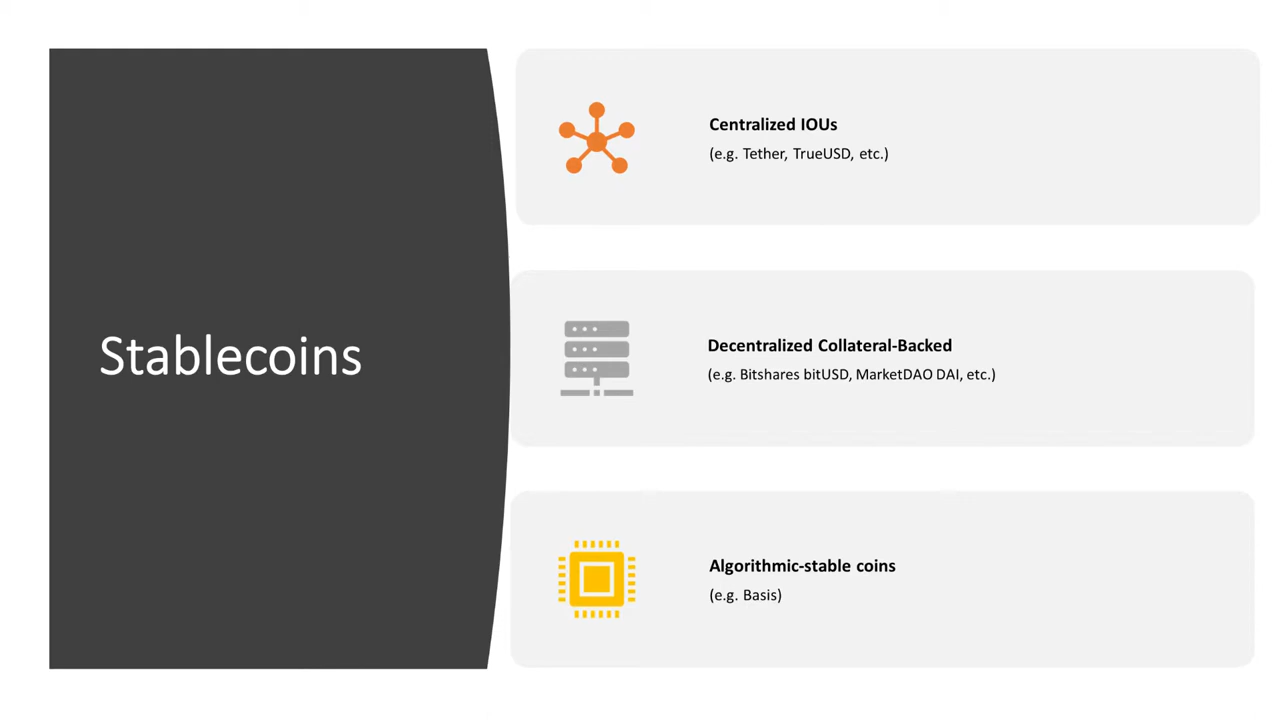 Stablecoins
Centralized IOUs
(e.g. Tether, TrueUSD, etc.)
Decentralized Collateral-Backed
(e.g. Bitshares bitUSD, MarketDAO DAI, etc.)
Algorithmic-stable coins
(e.g. Basis)